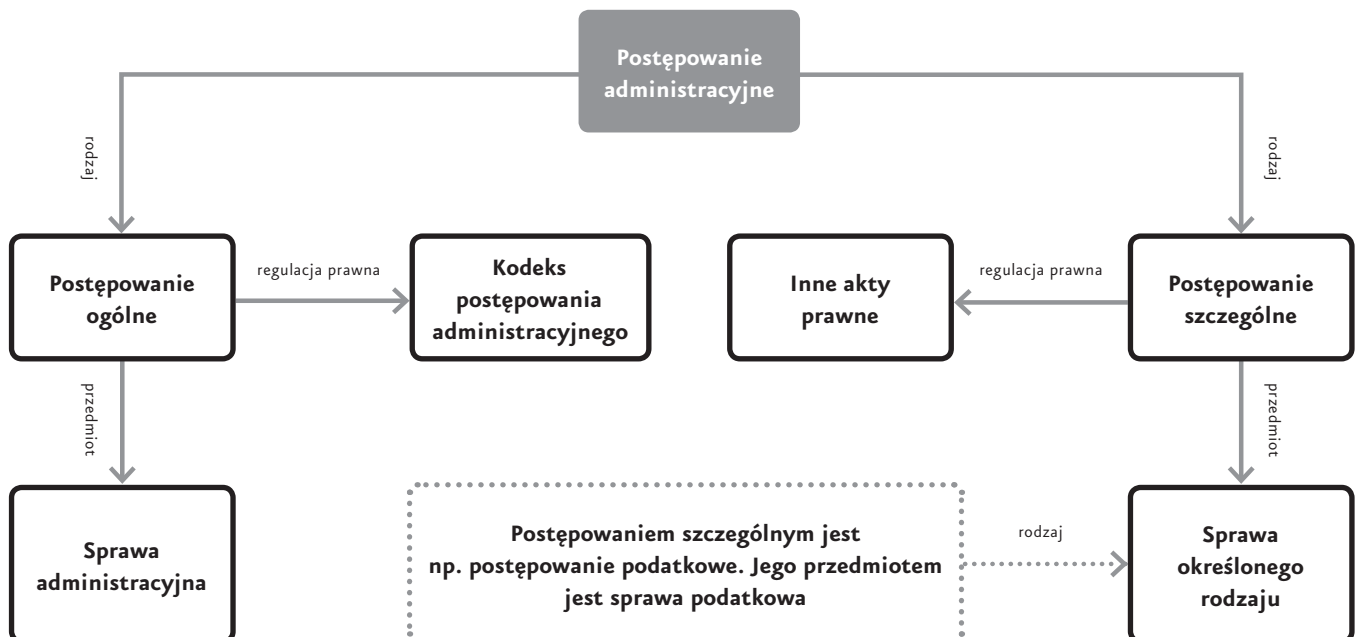 Postępowanie
administracyjne
rodzaj
rodzaj
Postępowanie
ogólne
regulacja prawna
Kodeks
postępowania
administracyjnego
Inne akty
prawne
regulacja prawna
Postępowanie
szczególne
przedmiot
przedmiot
Sprawa
administracyjna
Postępowaniem szczególnym jest
np. postępowanie podatkowe. Jego przedmiotem
jest sprawa podatkowa
rodzaj
Sprawa
określonego
rodzaju